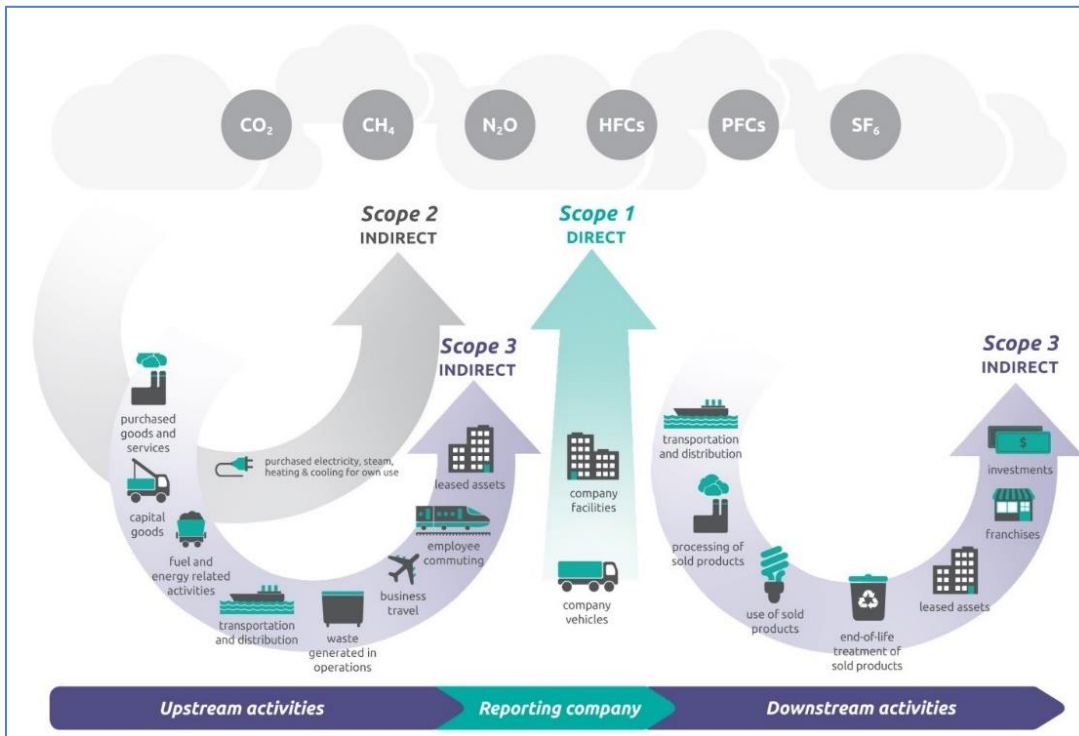 CO₂
CH₄
N₂O
HFCs
PFCs
SF₆
Scope 2
INDIRECT
Scope 1
DIRECT
Scope 3
INDIRECT
Scope 3
INDIRECT
purchased
goods and
services
capital
goods
fuel and
energy related
activities
purchased electricity, steam,
heating & cooling for own use
transportation
and distribution
waste
generated in
operations
business
travel
employee
commuting
leased assets
company
facilities
company
vehicles
transportation
and distribution
processing of
sold products
use of sold
products
end-of-life
treatment of
sold products
leased assets
franchises
$
investments
Upstream activities
Reporting company
Downstream activities